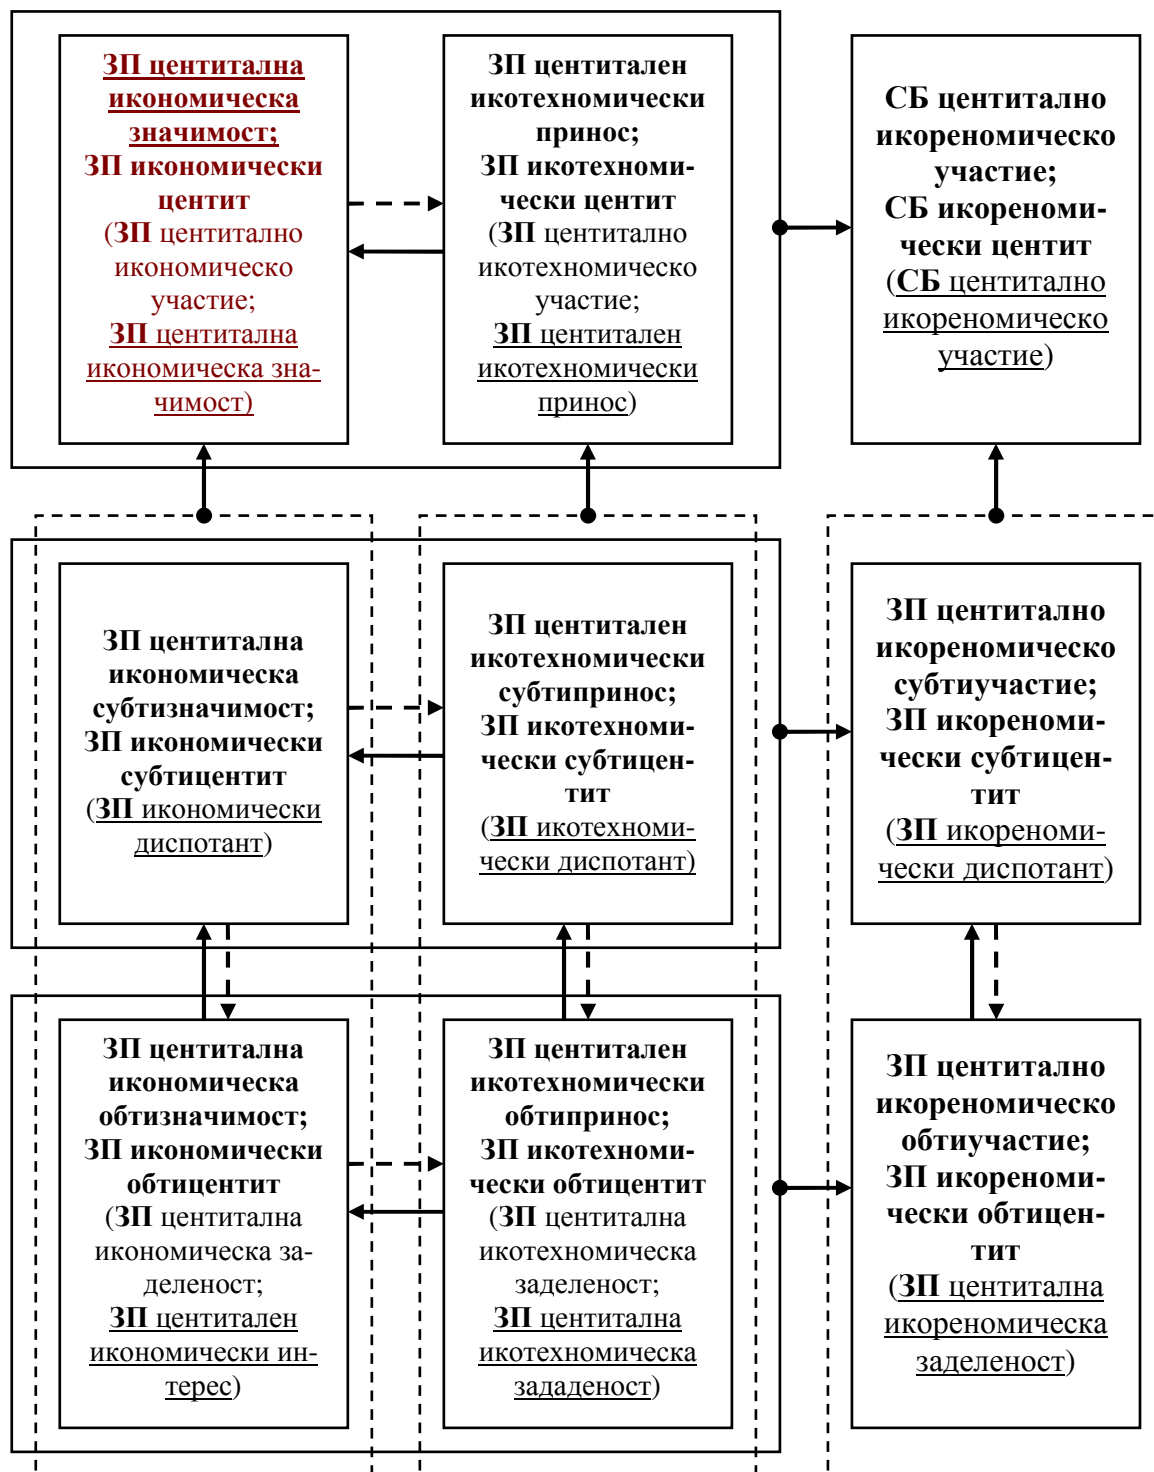 ЗП центитална
икономическа
значимост;
ЗП икономически
центит
(ЗП центитално
икономическо
участие;
ЗП центитална
икономическа зна-
чимост)
ЗП центитален
икотехномически
принос;
ЗП икотехноми-
чески центит
(ЗП центитално
икотехномическо
участие;
ЗП центитален
икотехномически
принос)
СБ центитално
икореномическо
участие;
СБ икореноми-
чески центит
(СБ центитално
икореномическо
участие)
ЗП центитална
икономическа
субтизначимост;
ЗП икономически
субтицентит
(ЗП икономически
диспотант)
ЗП центитален
икотехномически
субтипринос;
ЗП икотехноми-
чески субтицен-
тит
(ЗП икотехноми-
чески диспотант)
ЗП центитално
икореномическо
субтиучастие;
ЗП икореноми-
чески субтицен-
тит
(ЗП икореноми-
чески диспотант)
ЗП центитална
икономическа
обтизначимост;
ЗП икономически
обтицентит
(ЗП центитална
икономическа за-
деленост;
ЗП центитален
икономически ин-
терес)
ЗП центитален
икотехномически
обтипринос;
ЗП икотехноми-
чески обтицентит
(ЗП центитална
икотехномическа
заделеност;
ЗП центитална
икотехномическа
зададеност)
ЗП центитално
икореномическо
обтиучастие;
ЗП икореноми-
чески обтицен-
тит
(ЗП центитална
икореномическа
заделеност)